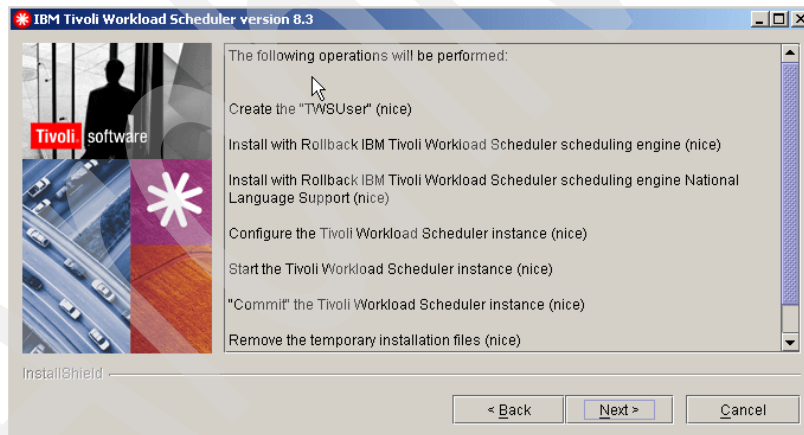 IBM Tivoli Workload Scheduler version 8.3
The following operations will be performed:
Create the "TWSUser" (nice)
Tivoli. software
Install with Rollback IBM Tivoli Workload Scheduler scheduling engine (nice)
Install with Rollback IBM Tivoli Workload Scheduler scheduling engine National
Language Support (nice)
Configure the Tivoli Workload Scheduler instance (nice)
Start the Tivoli Workload Scheduler instance (nice)
"Commit" the Tivoli Workload Scheduler instance (nice)
Remove the temporary installation files (nice)
InstallShield
< Back Next > Cancel